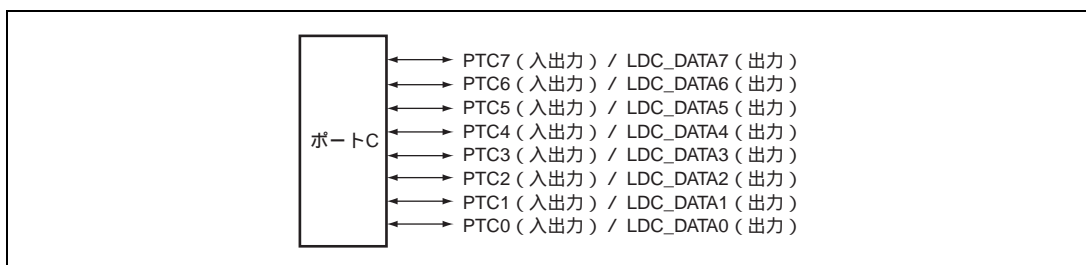 ポートC
PTC7（入出力）/ LDC_DATA7（出力）
PTC6（入出力）/ LDC_DATA6（出力）
PTC5（入出力）/ LDC_DATA5（出力）
PTC4（入出力）/ LDC_DATA4（出力）
PTC3（入出力）/ LDC_DATA3（出力）
PTC2（入出力）/ LDC_DATA2（出力）
PTC1（入出力）/ LDC_DATA1（出力）
PTC0（入出力）/ LDC_DATA0（出力）